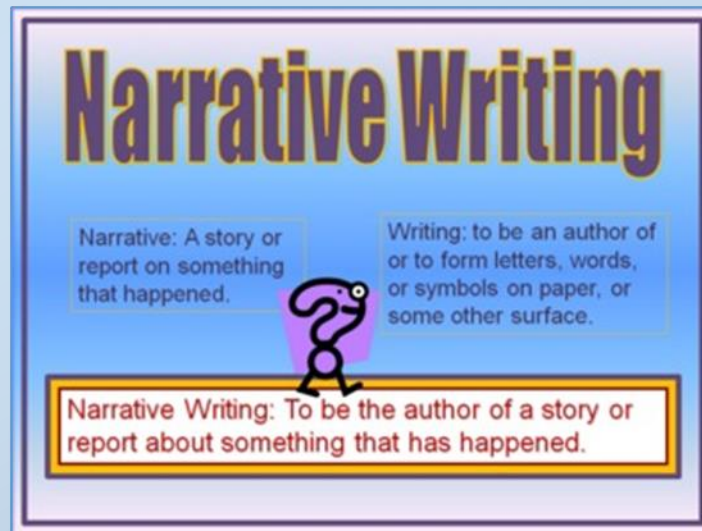 Narrative Writing
Narrative: A story or
report on something
that happened.
Writing: to be an author of
or to form letters, words,
or symbols on paper, or
some other surface.
Narrative Writing: To be the author of a story or
report about something that has happened.